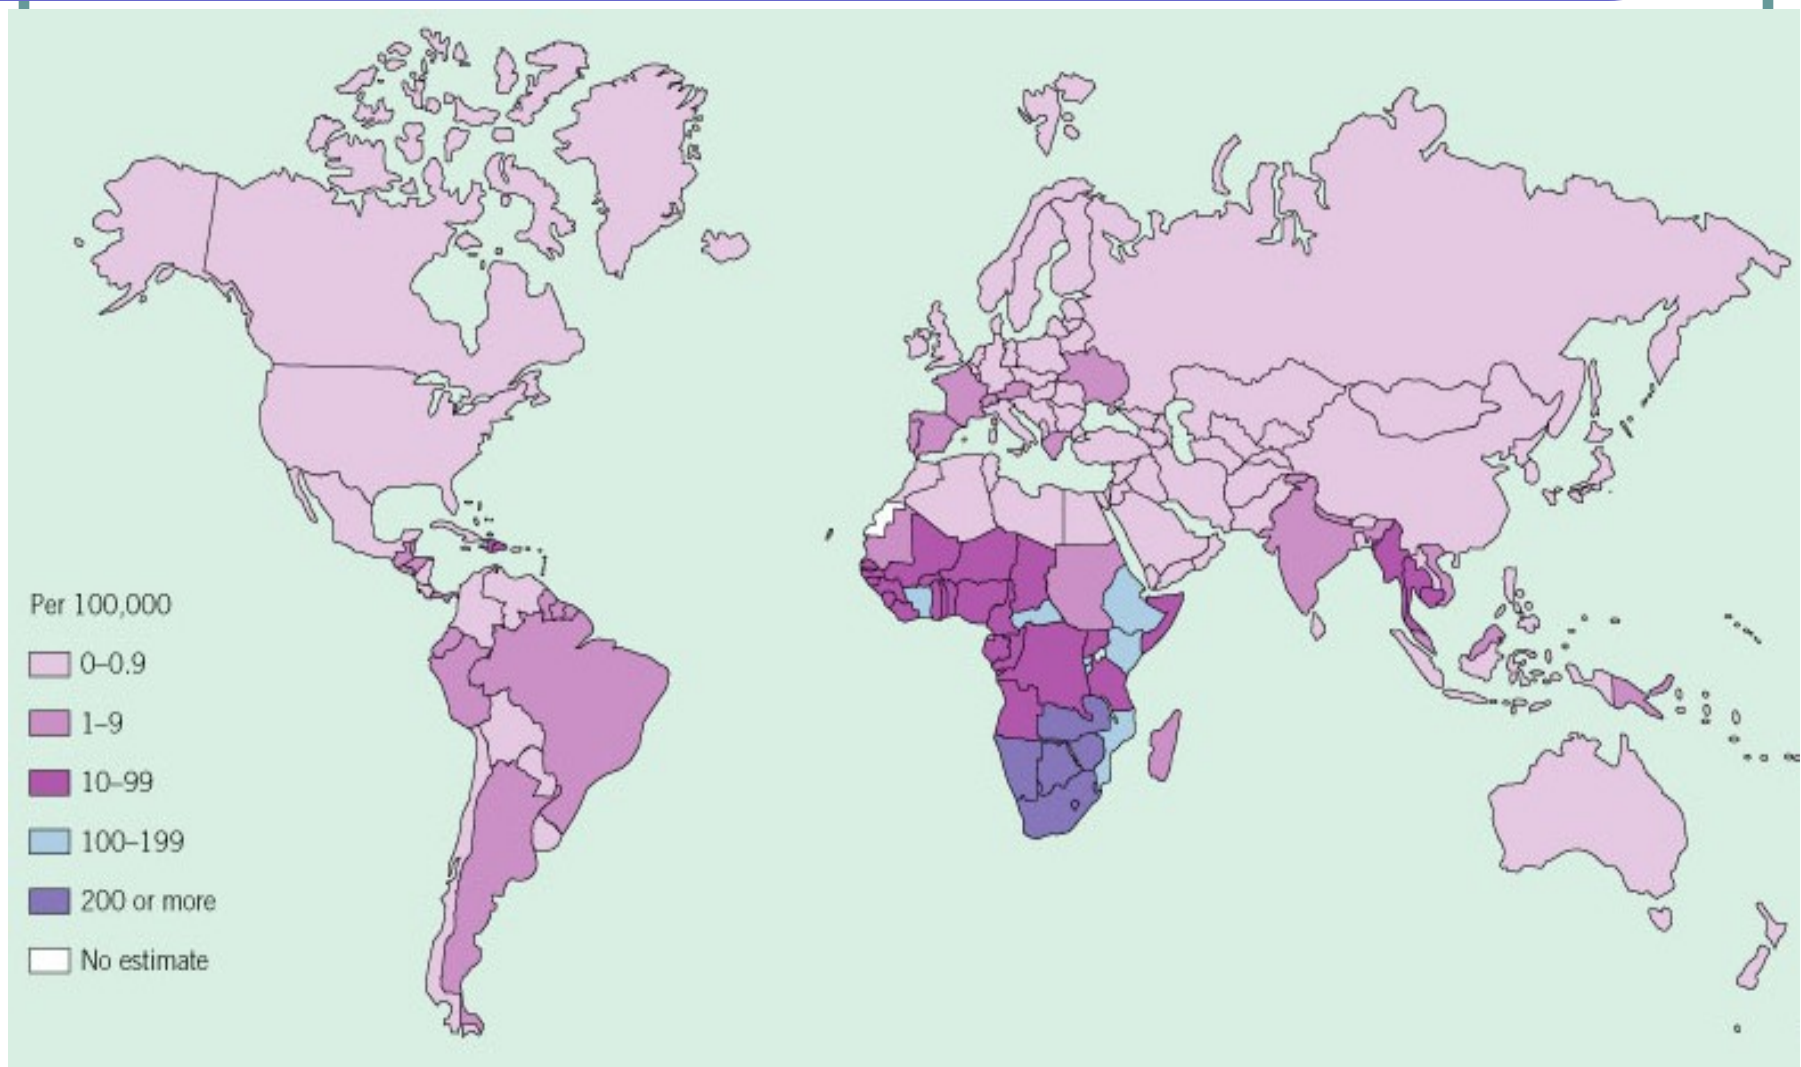 Per 100,000
0–0.9
1–9
10–99
100–199
200 or more
No estimate